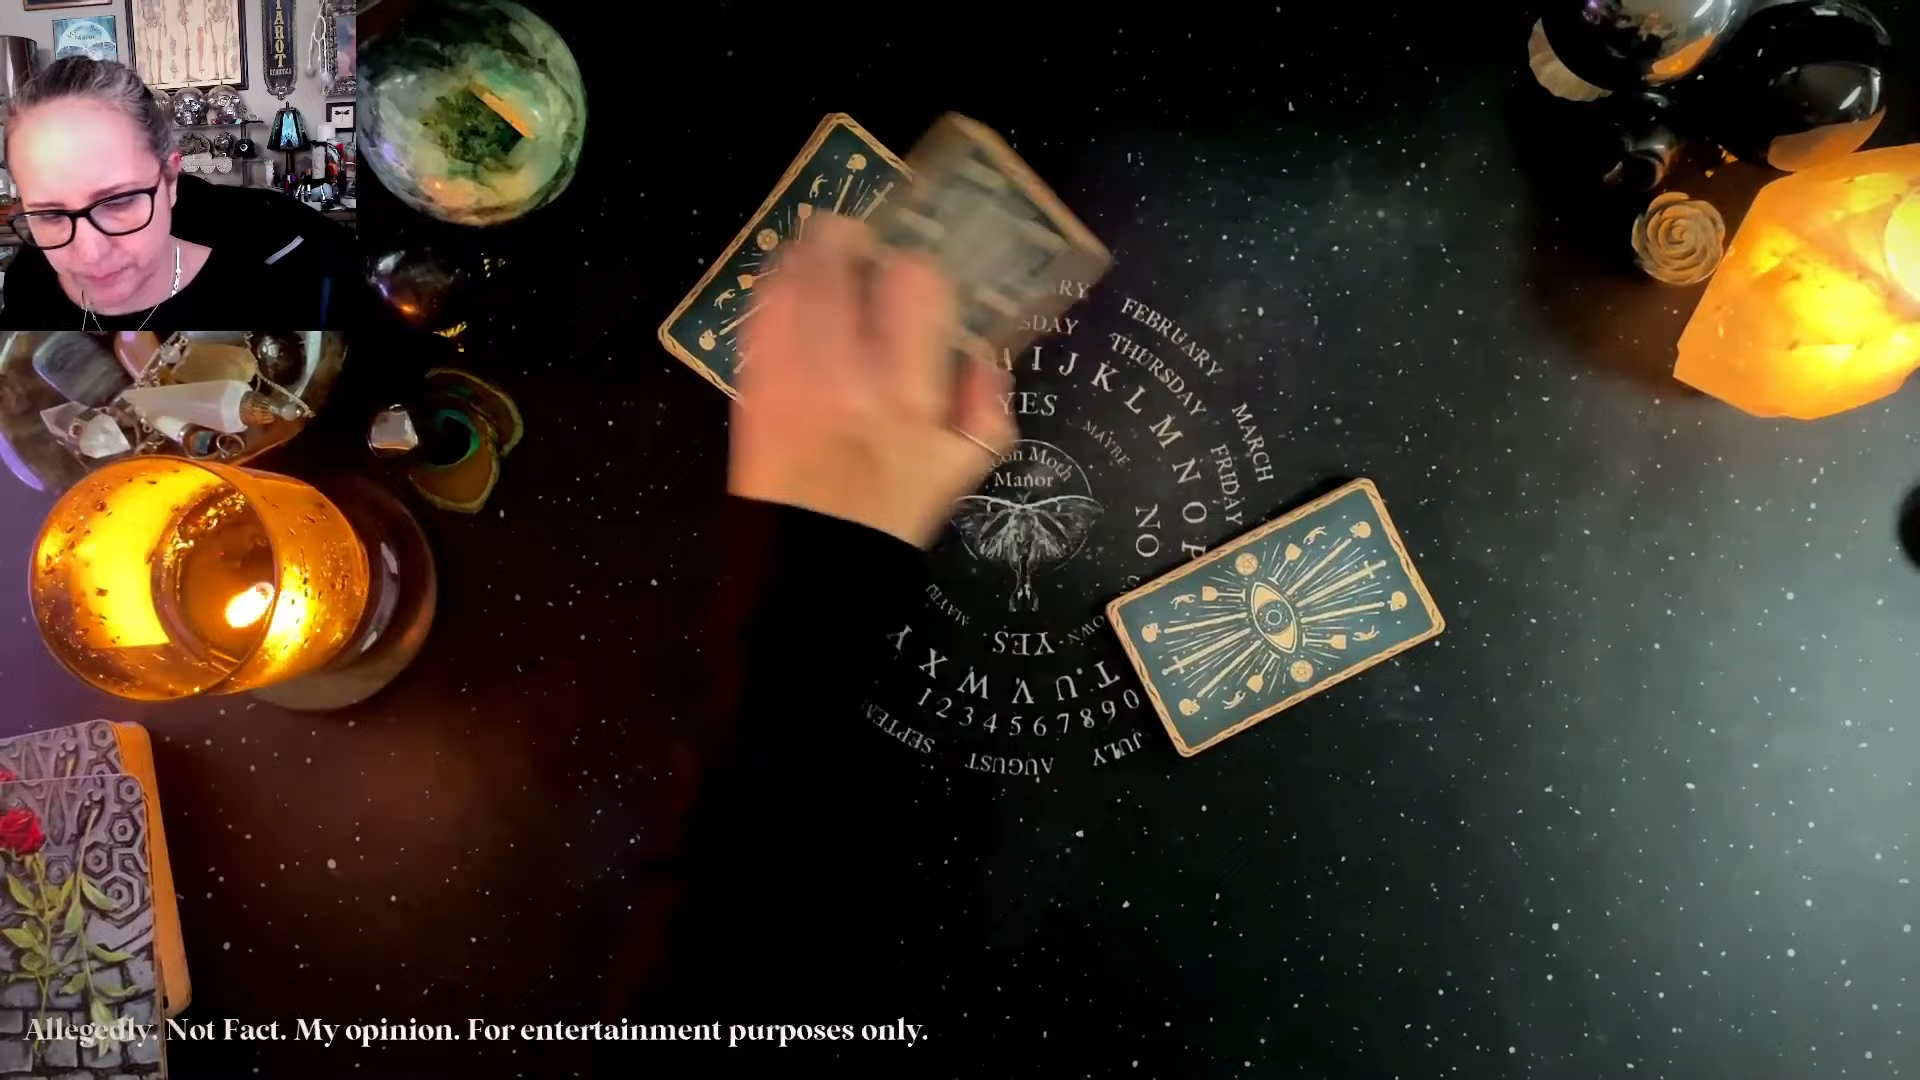 TAROT
FEBRUARY
THURSDAY
MARCH
FRIDAY
I J K L M N O P
YES
MAYBE
NO
Moth
Manor
YES
T U V W X Y
1 2 3 4 5 6 7 8 9 0
JULY
AUGUST
Allegedly. Not Fact. My opinion. For entertainment purposes only.